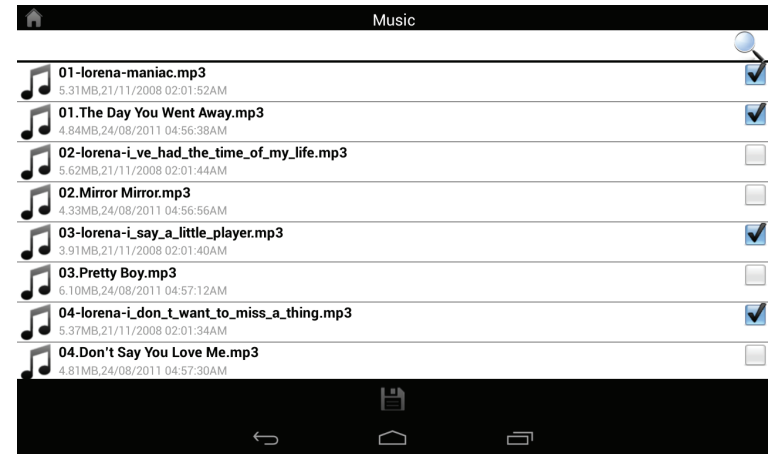 Music
01-lorena-maniac.mp3
5.31MB,21/11/2008 02:01:52AM
01.The Day You Went Away.mp3
4.84MB,24/08/2011 04:56:38AM
02-lorena-i_ve_had_the_time_of_my_life.mp3
5.62MB,21/11/2008 02:01:44AM
02.Mirror Mirror.mp3
4.33MB,24/08/2011 04:56:56AM
03-lorena-i_say_a_little_player.mp3
3.91MB,21/11/2008 02:01:40AM
03.Pretty Boy.mp3
6.10MB,24/08/2011 04:57:12AM
04-lorena-i_don_t_want_to_miss_a_thing.mp3
5.37MB,21/11/2008 02:01:34AM
04.Don't Say You Love Me.mp3
4.81MB,24/08/2011 04:57:30AM